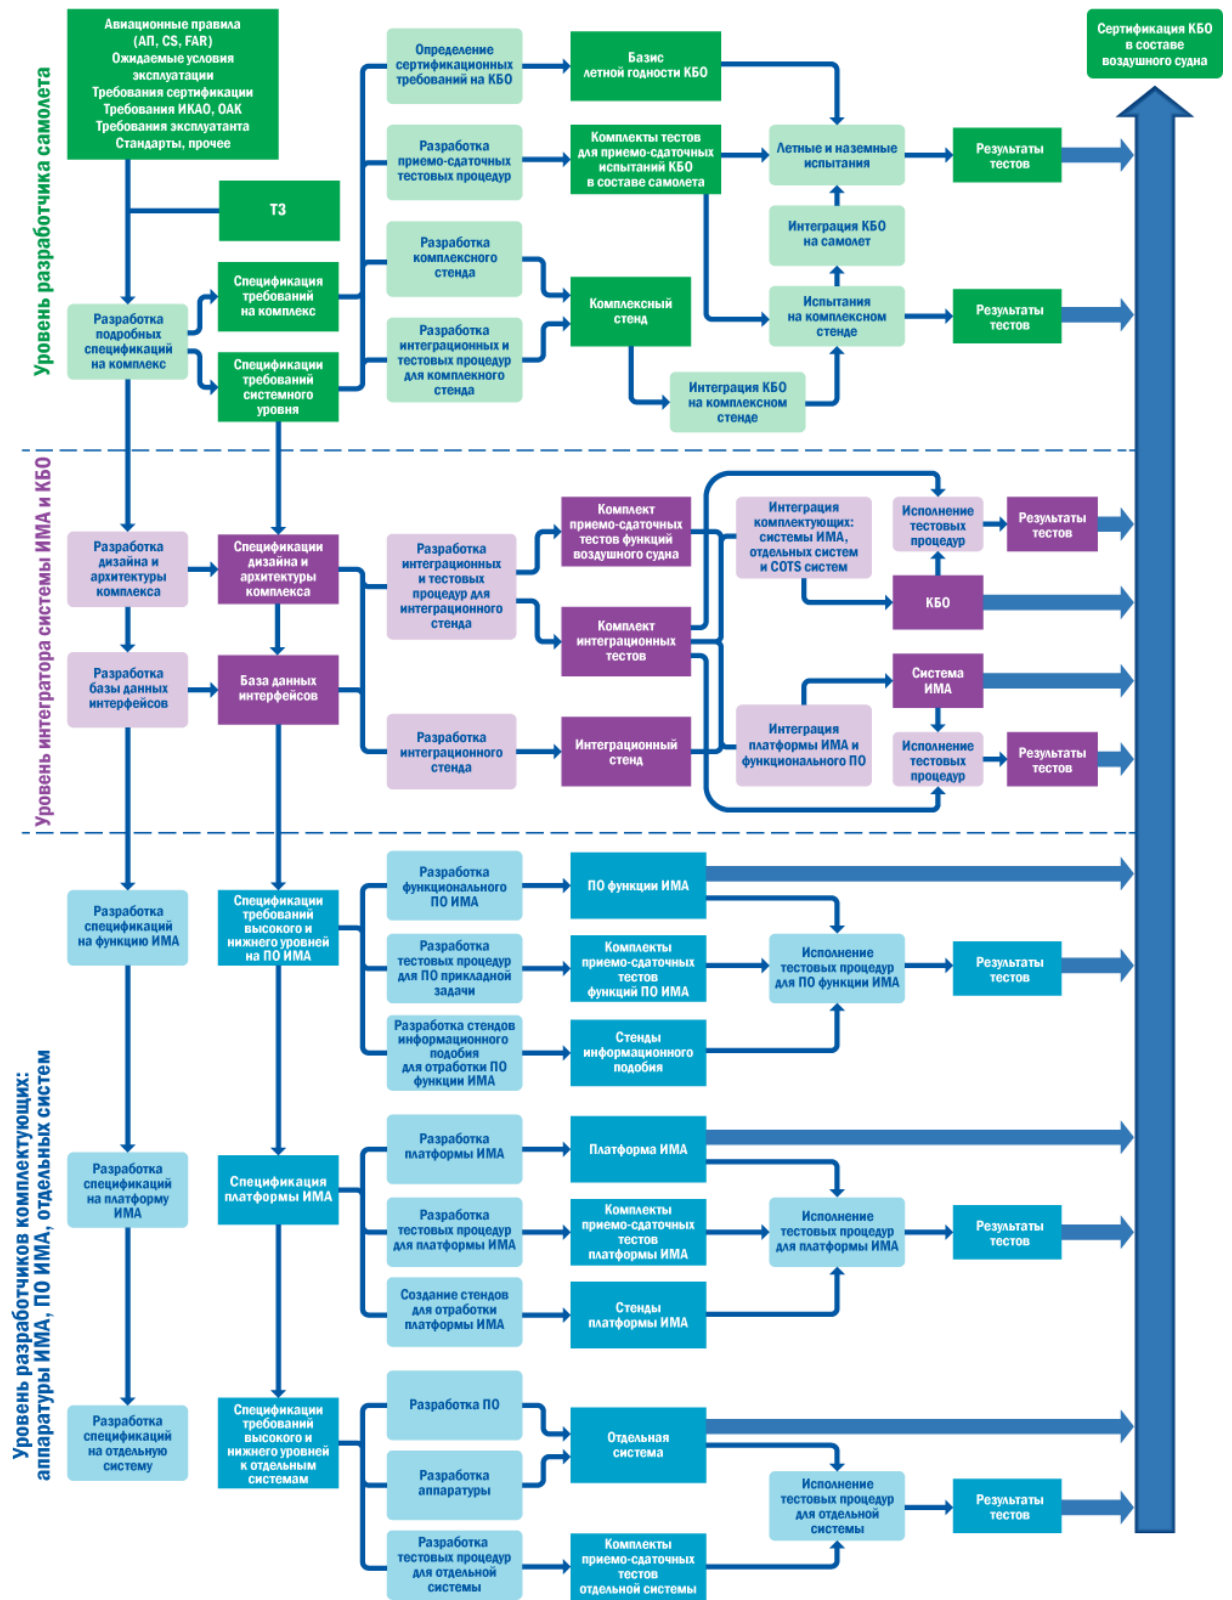 Авиационные правила
(АП, CS, FAR)
Ожидаемые условия
эксплуатации
Требования сертификации
Требования ИКАО, ОАК
Требования эксплуатанта
Стандарты, прочее
Определение
сертификационных
требований на КБО
Базис
летной годности КБО
Сертификация КБО
в составе
воздушного судна
Уровень разработчика самолета
Разработка
приемо-сдаточных
тестовых процедур
Комплекты тестов
для приемо-сдаточных
испытаний КБО
в составе самолета
Летные и наземные
испытания
Результаты
тестов
ТЗ
Разработка
комплексного
стенда
Интеграция КБО
на самолет
Спецификация
требований
на комплекс
Комплексный
стенд
Испытания
на комплексном
стенде
Результаты
тестов
Разработка
подробных
спецификаций
на комплекс
Разработка
интеграционных и
тестовых процедур
для комплекного
стенда
Спецификации
требований
системного
уровня
Интеграция КБО
на комплексном
стенде
Уровень интегратора системы ИМА и КБО
Комплект
приемо-сдаточных
тестов функций
воздушного судна
Интеграция
комплектующих:
системы ИМА,
отдельных систем
и COTS систем
Исполнение
тестовых
процедур
Результаты
тестов
Разработка
дизайна и
архитектуры
комплекса
Спецификации
дизайна и
архитектуры
комплекса
Разработка
интеграционных
и тестовых
процедур для
интеграционного
стенда
КБО
Комплект
интеграционных
тестов
Разработка
базы данных
интерфейсов
База данных
интерфейсов
Система
ИМА
Разработка
интеграционного
стенда
Интеграционный
стенд
Интеграция
платформы ИМА и
функционального ПО
Исполнение
тестовых
процедур
Результаты
тестов
Уровень разработчиков комплектующих:
аппаратуры ИМА, ПО ИМА, отдельных систем
Разработка
функционального
ПО ИМА
ПО функции ИМА
Разработка
спецификаций
на функцию ИМА
Спецификации
требований
высокого и
нижнего уровней
на ПО ИМА
Разработка
тестовых процедур
для ПО прикладной
задачи
Комплекты
приемо-сдаточных
тестов
функций ПО ИМА
Исполнение
тестовых процедур
для ПО функции ИМА
Результаты
тестов
Разработка стендов
информационного
подобия
для отработки ПО
функции ИМА
Стенды
информационного
подобия
Разработка
платформы ИМА
Платформа ИМА
Разработка
спецификаций
на платформу
ИМА
Спецификация
платформы ИМА
Разработка
тестовых процедур
для платформы ИМА
Комплекты
приемо-сдаточных
тестов
платформы ИМА
Исполнение
тестовых процедур
для платформы ИМА
Результаты
тестов
Создание стендов
для отработки
платформы ИМА
Стенды
платформы ИМА
Разработка ПО
Разработка
спецификаций
на отдельную
систему
Спецификации
требований
высокого и
нижнего уровней
к отдельным
системам
Отдельная
система
Разработка
аппаратуры
Исполнение
тестовых процедур
для отдельной
системы
Результаты
тестов
Разработка
тестовых процедур
для отдельной
системы
Комплекты
приемо-сдаточных
тестов
отдельной системы